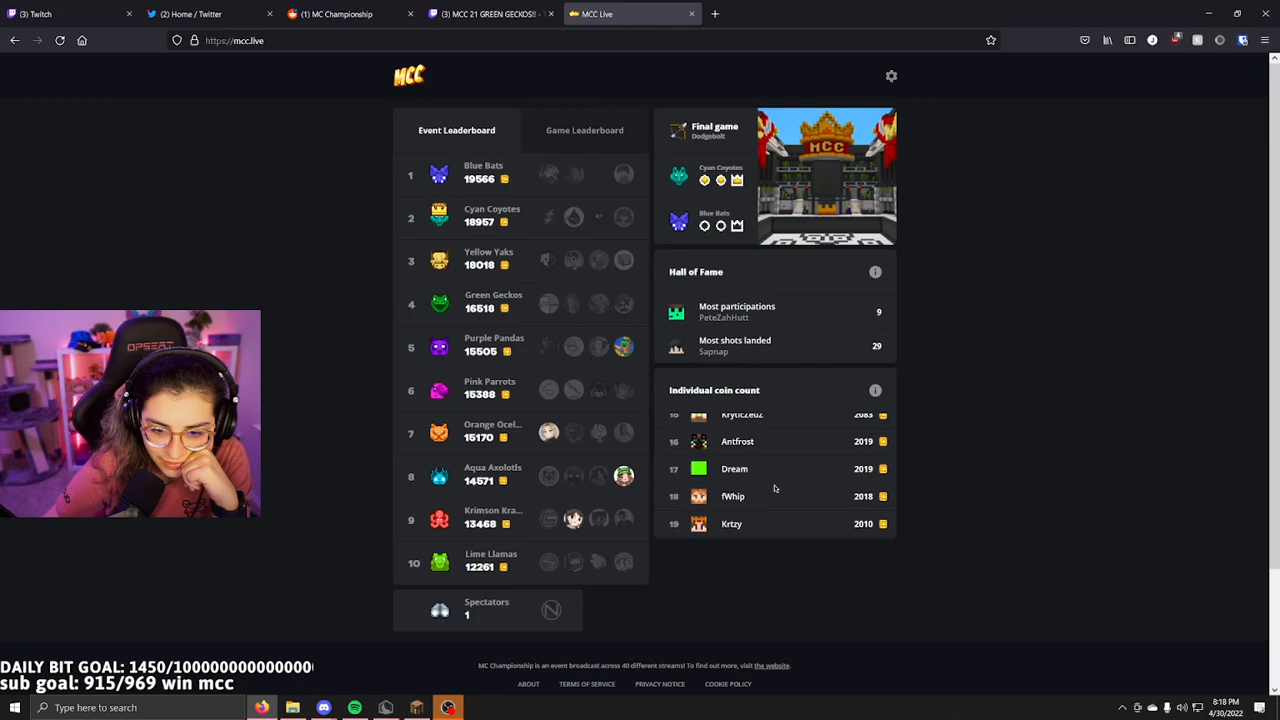 (3) Twitch
(2) Home / Twitter
(1) MC Championship
(3) MCC 21 GREEN GECKOS!! - T
MCC Live
https://mcc.live
MCC
Event Leaderboard
Game Leaderboard
1 Blue Bats 19566
2 Cyan Coyotes 18957
3 Yellow Yaks 18018
4 Green Geckos 16518
5 Purple Pandas 15505
6 Pink Parrots 15388
7 Orange Ocel... 15170
8 Aqua Axolotls 14571
9 Krimson Kra... 13468
10 Lime Llamas 12261
Spectators
1
Final game
Dodgebolt
Cyan Coyotes
Blue Bats
MCC
Hall of Fame
Most participations
PeteZahHutt
9
Most shots landed
Sapnap
29
Individual coin count
15 KryticZeuz 2083
16 Antfrost 2019
17 Dream 2019
18 fWhip 2018
19 Krtzy 2010
OPSEAT
MC Championship is an event broadcast across 40 different streams! To find out more, visit the website.
ABOUT TERMS OF SERVICE PRIVACY NOTICE COOKIE POLICY
DAILY BIT GOAL: 1450/100000000000000
sub goal: 915/969 win mcc
Type here to search
8:18 PM
4/30/2022